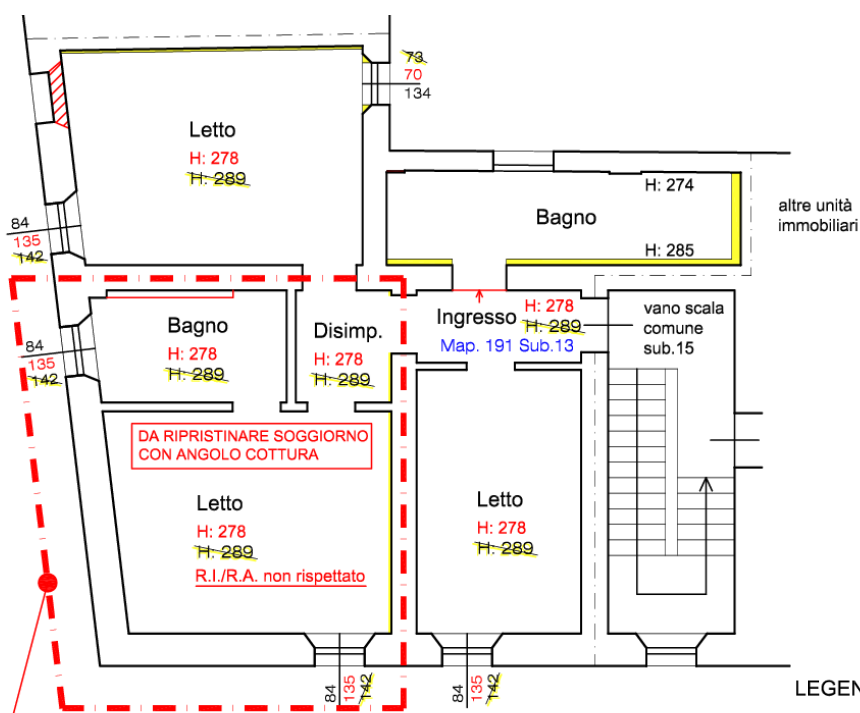 73
70
134
Letto
H: 278
H: 289
H: 274
Bagno
H: 285
altre unità
immobiliari
84
135
142
Ingresso
H: 278
H: 289
Map. 191 Sub.13
vano scala
comune
sub.15
Bagno
H: 278
H: 289
Disimp.
H: 278
H: 289
84
135
142
DA RIPRISTINARE SOGGIORNO
CON ANGOLO COTTURA
Letto
H: 278
H: 289
R.I./R.A. non rispettato
Letto
H: 278
H: 289
84
135
142
84
135
142
LEGEN